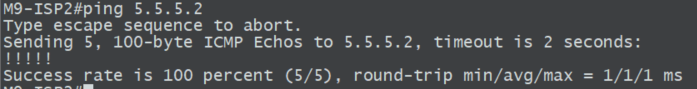 M9-ISP2#ping 5.5.5.2
Type escape sequence to abort.
Sending 5, 100-byte ICMP Echos to 5.5.5.2, timeout is 2 seconds:
!!!!!
Success rate is 100 percent (5/5), round-trip min/avg/max = 1/1/1 ms
M9-ISP2#